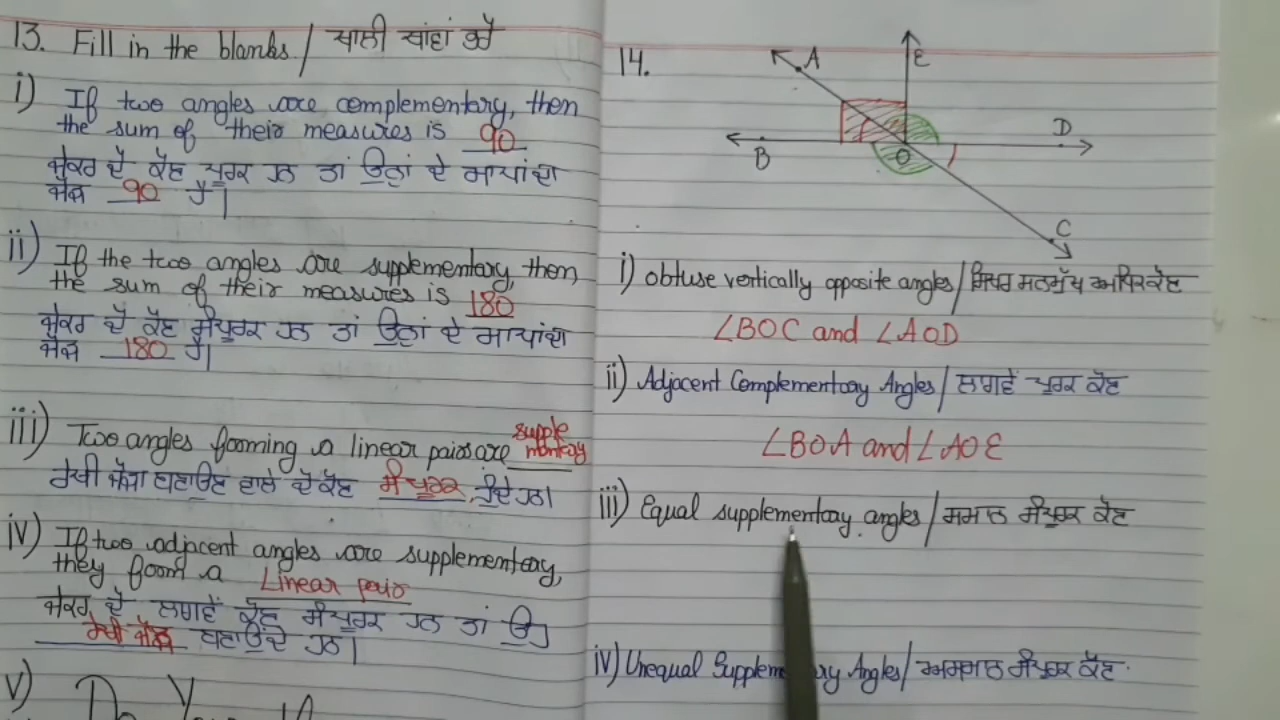 13. Fill in the blanks / ਖਾਲੀ ਥਾਂਵਾਂ ਭਰੋ
i) If two angles are complementary, then
the sum of their measures is 90
ਜੇਕਰ ਦੋ ਕੋਣ ਪੂਰਕ ਹਨ ਤਾਂ ਉਨ੍ਹਾਂ ਦੇ ਮਾਪਾਂ ਦਾ
ਜੋੜ 90 ਹੈ।
ii) If the two angles are supplementary, then
the sum of their measures is 180
ਜੇਕਰ ਦੋ ਕੋਣ ਸੰਪੂਰਕ ਹਨ ਤਾਂ ਉਨ੍ਹਾਂ ਦੇ ਮਾਪਾਂ ਦਾ
ਜੋੜ 180 ਹੈ।
iii) Two angles forming a linear pairs are supplementary
ਰੇਖੀ ਜੋੜਾ ਬਣਾਉਣ ਵਾਲੇ ਦੋ ਕੋਣ ਸੰਪੂਰਕ ਹੁੰਦੇ ਹਨ।
iv) If two adjacent angles are supplementary,
they form a Linear pair
ਜੇਕਰ ਦੋ ਲਾਗਵੇਂ ਕੋਣ ਸੰਪੂਰਕ ਹਨ ਤਾਂ ਉਹ
ਰੇਖੀ ਜੋੜਾ ਬਣਾਉਂਦੇ ਹਨ।
v)
14.
A
E
B
O
D
C
i) obtuse vertically opposite angles / ਸਿਖਰ ਸਨਮੁੱਖ ਅਧਿਕ ਕੋਣ
∠BOC and ∠AOD
ii) Adjacent Complementary Angles / ਲਾਗਵੇਂ ਪੂਰਕ ਕੋਣ
∠BOA and ∠AOE
iii) Equal supplementary angles / ਸਮਾਨ ਸੰਪੂਰਕ ਕੋਣ
iv) Unequal Angles / ਅਸਮਾਨ ਸੰਪੂਰਕ ਕੋਣ